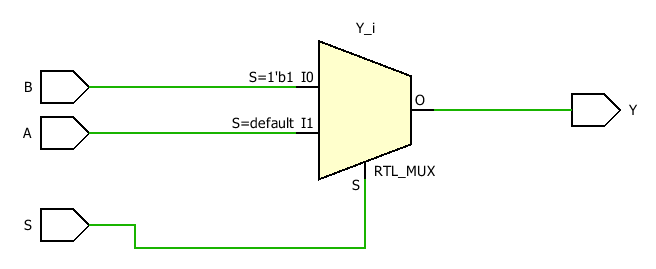 Y_i
S=1'b1 I0
B
O
Y
S=default I1
A
RTL_MUX
S
S